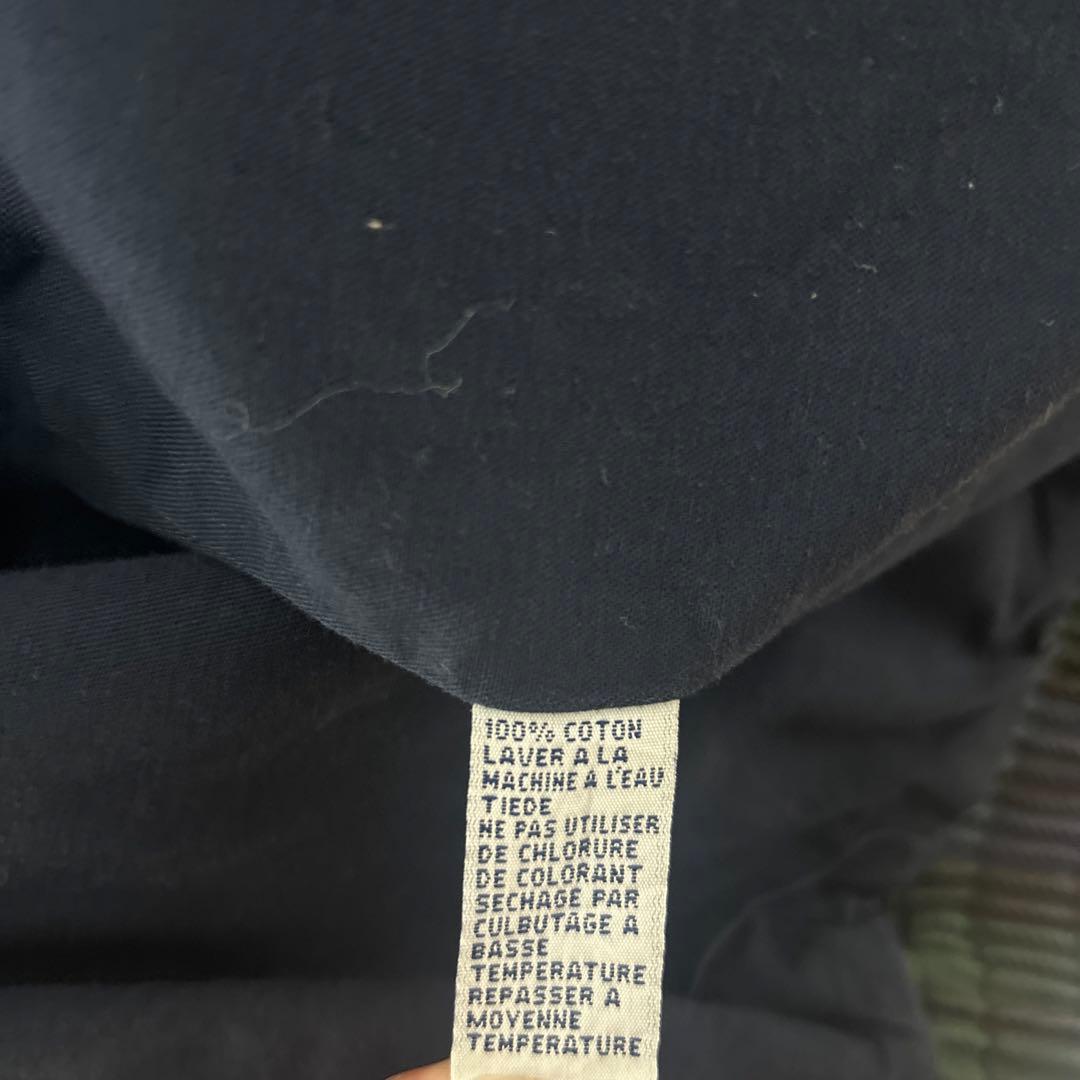 100% COTON
LAVER A LA
MACHINE A L'EAU
TIEDE
NE PAS UTILISER
DE CHLORURE
DE COLORANT
SECHAGE PAR
CULBUTAGE A
BASSE
TEMPERATURE
REPASSER A
MOYENNE
TEMPERATURE